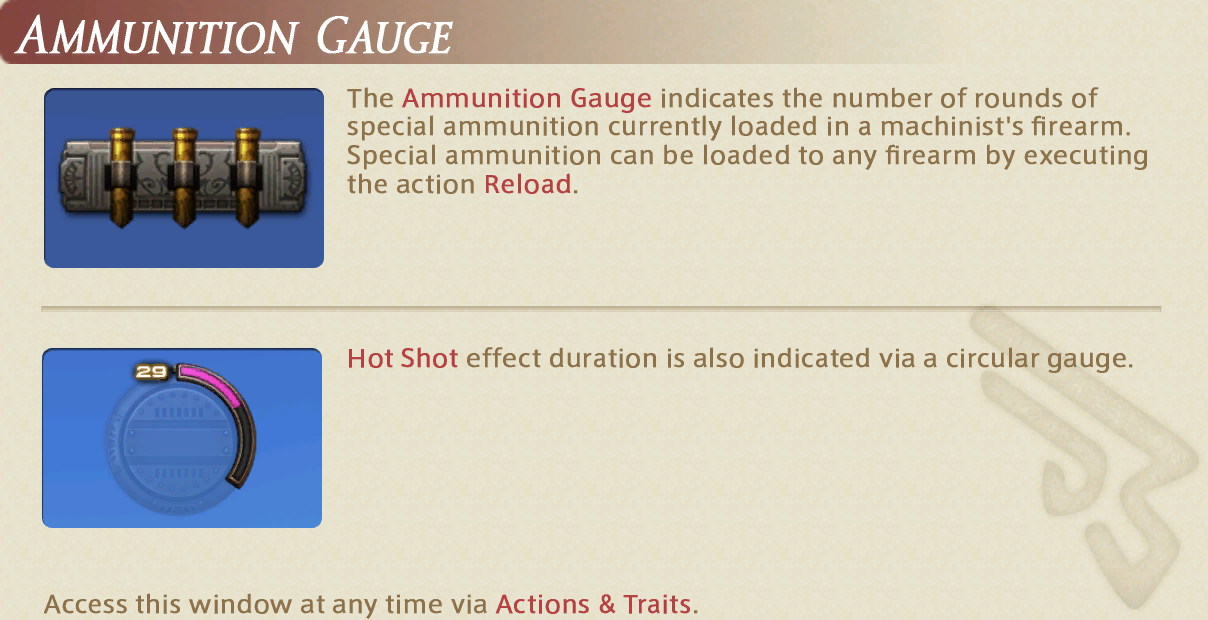 AMMUNITION GAUGE
The Ammunition Gauge indicates the number of rounds of
special ammunition currently loaded in a machinist's firearm.
Special ammunition can be loaded to any firearm by executing
the action Reload.
29
Hot Shot effect duration is also indicated via a circular gauge.
Access this window at any time via Actions & Traits.